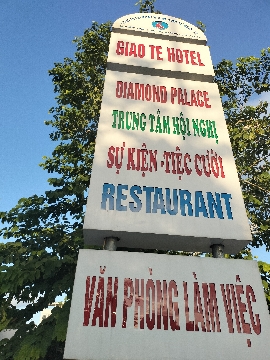 GIAO TE HOTEL
DIAMOND PALACE
TRUNG TÂM HỘI NGHỊ
SỰ KIỆN - TIỆC CƯỚI
RESTAURANT
VĂN PHÒNG LÀM VIỆC